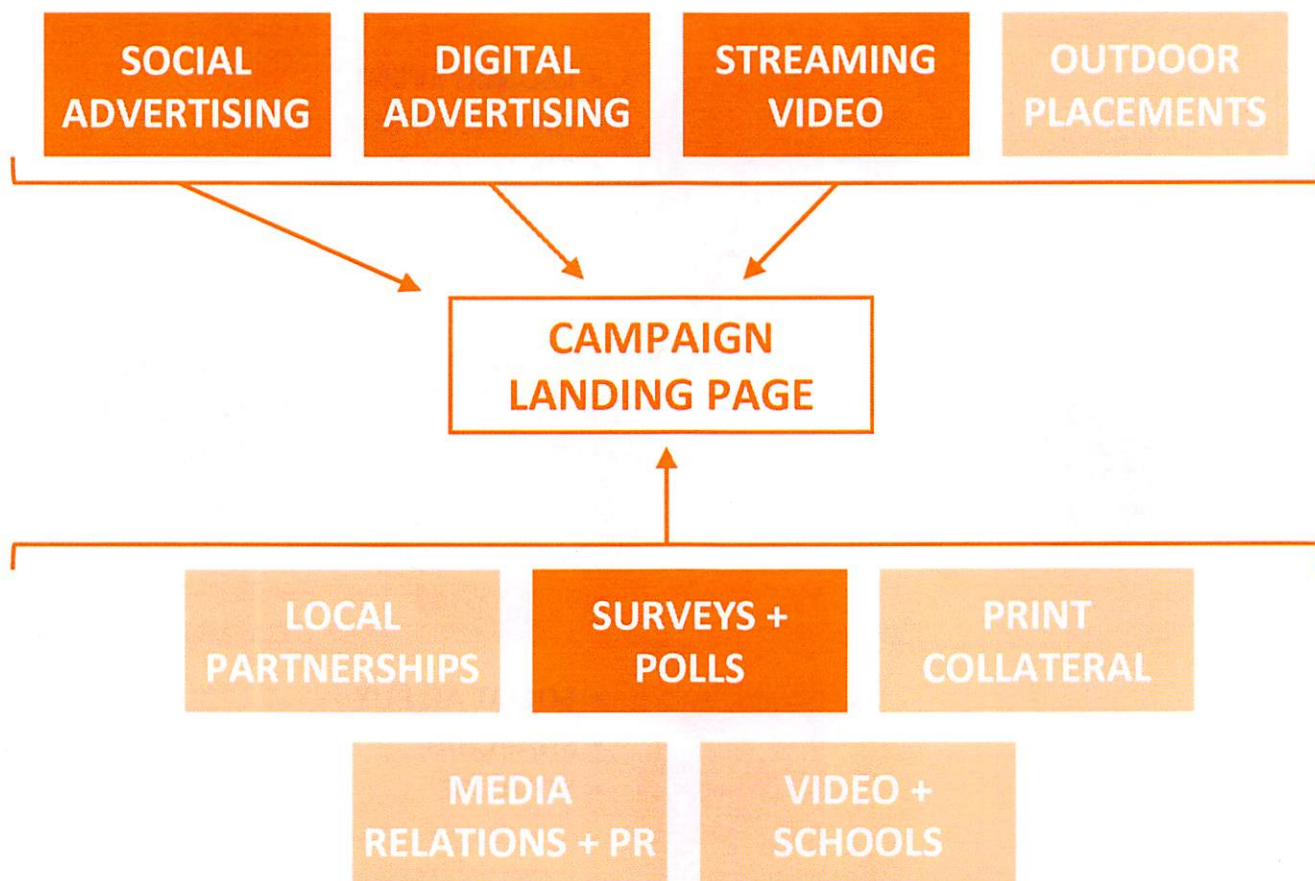 SOCIAL
ADVERTISING
DIGITAL
ADVERTISING
STREAMING
VIDEO
OUTDOOR
PLACEMENTS
CAMPAIGN
LANDING PAGE
LOCAL
PARTNERSHIPS
SURVEYS +
POLLS
PRINT
COLLATERAL
MEDIA
RELATIONS + PR
VIDEO +
SCHOOLS